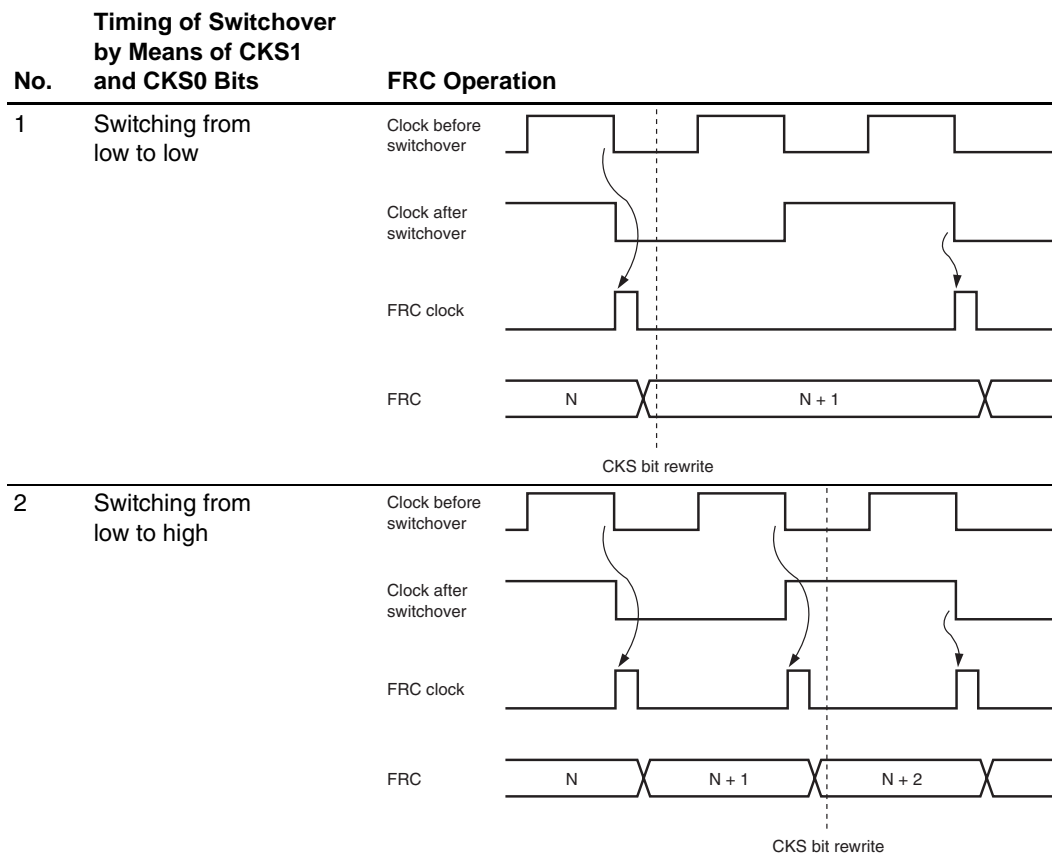 No.
Timing of Switchover
by Means of CKS1
and CKS0 Bits
FRC Operation
1
Switching from
low to low
Clock before
switchover
Clock after
switchover
FRC clock
FRC
N
N + 1
CKS bit rewrite
2
Switching from
low to high
Clock before
switchover
Clock after
switchover
FRC clock
FRC
N
N + 1
N + 2
CKS bit rewrite